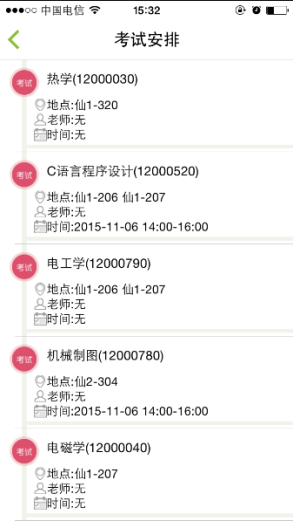 中国电信 15:32
考试安排
考试 热学(12000030)
地点:仙1-320
老师:无
时间:无
考试 C语言程序设计(12000520)
地点:仙1-206 仙1-207
老师:无
时间:2015-11-06 14:00-16:00
考试 电工学(12000790)
地点:仙1-206 仙1-207
老师:无
时间:无
考试 机械制图(12000780)
地点:仙2-304
老师:无
时间:2015-11-06 14:00-16:00
考试 电磁学(12000040)
地点:仙1-207
老师:无
时间:无